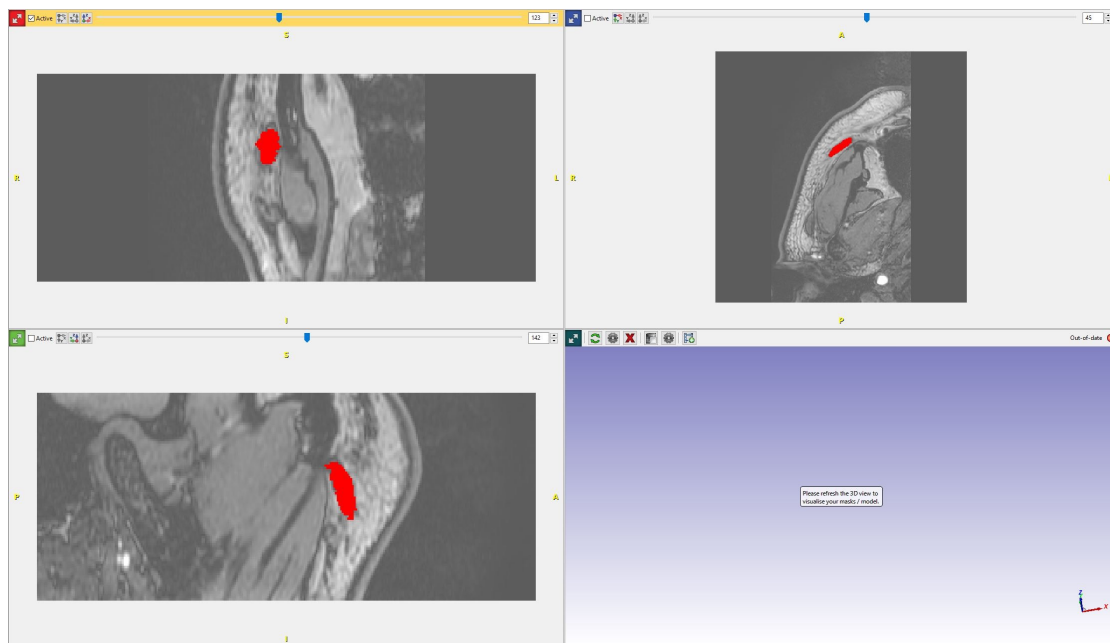 Active
123
S
R
L
I
Active
45
A
R
P
Active
142
S
P
A
I
Out-of-date
Please refresh the 3D view to
visualise your masks / model.
Z
X